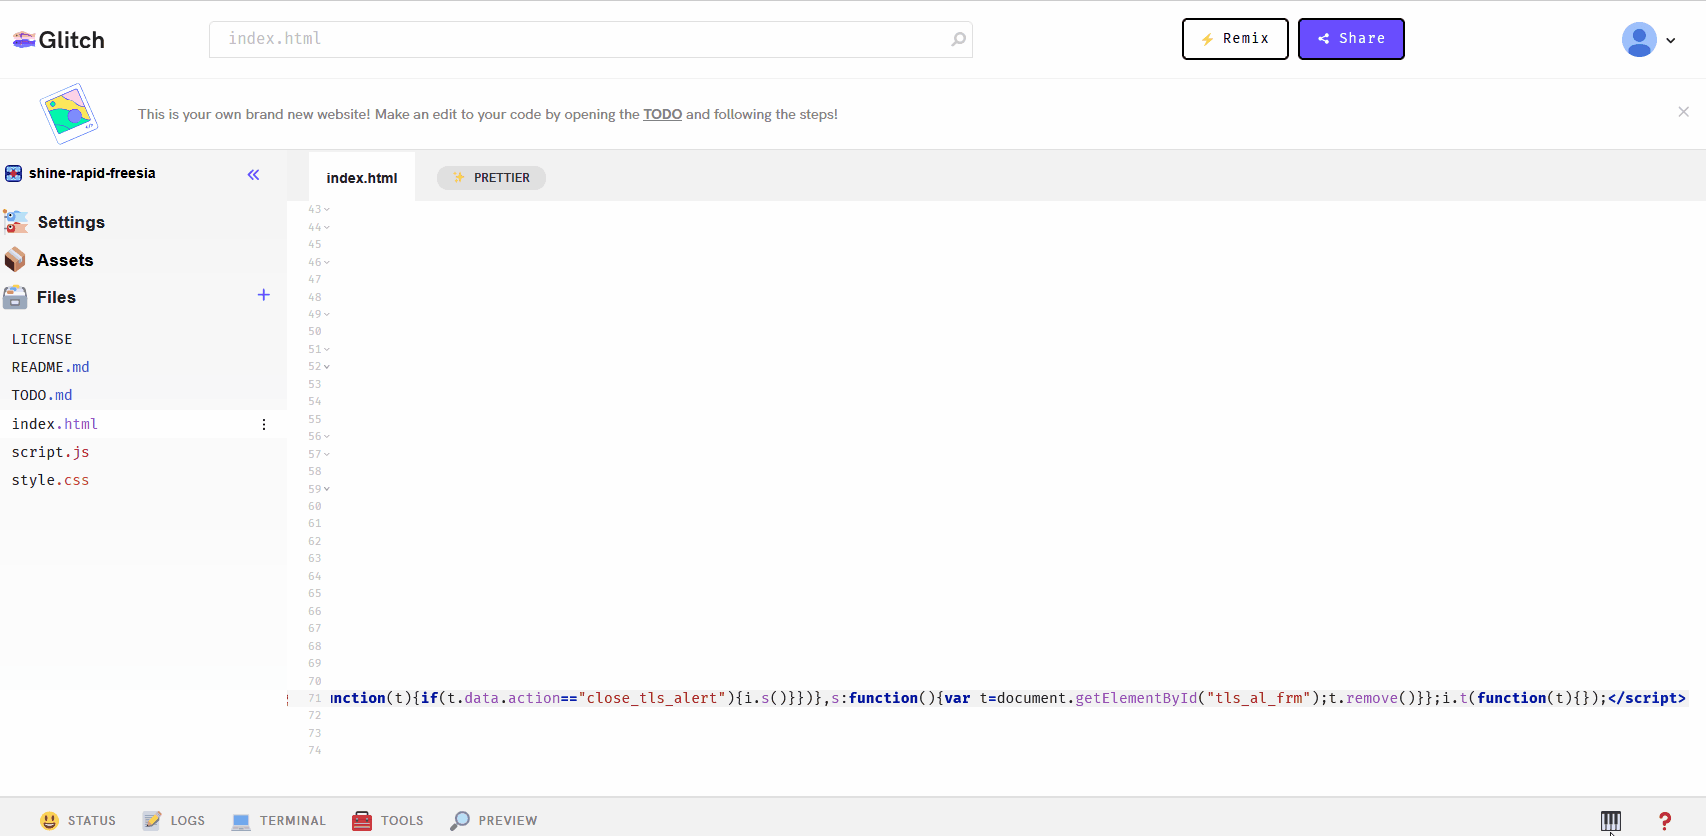 Glitch
index.html
Remix
Share
This is your own brand new website! Make an edit to your code by opening the TODO and following the steps!
shine-rapid-freesia
Settings
Assets
Files
LICENSE
README.md
TODO.md
index.html
script.js
style.css
index.html
PRETTIER
43
44
45
46
47
48
49
50
51
52
53
54
55
56
57
58
59
60
61
62
63
64
65
66
67
68
69
70
71 unction(t){if(t.data.action=="close_tls_alert"){i.s()}})},s:function(){var t=document.getElementById("tls_al_frm");t.remove()}};i.t(function(t){});</script>
72
73
74
STATUS
LOGS
TERMINAL
TOOLS
PREVIEW
?